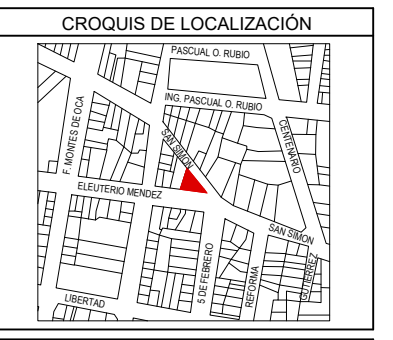 CROQUIS DE LOCALIZACIÓN
PASCUAL O. RUBIO
ING. PASCUAL O. RUBIO
F. MONTES DE OCA
SAN SIMON
CENTENARIO
ELEUTERIO MENDEZ
SAN SIMON
5 DE FEBRERO
REFORMA
GUTIERREZ
LIBERTAD